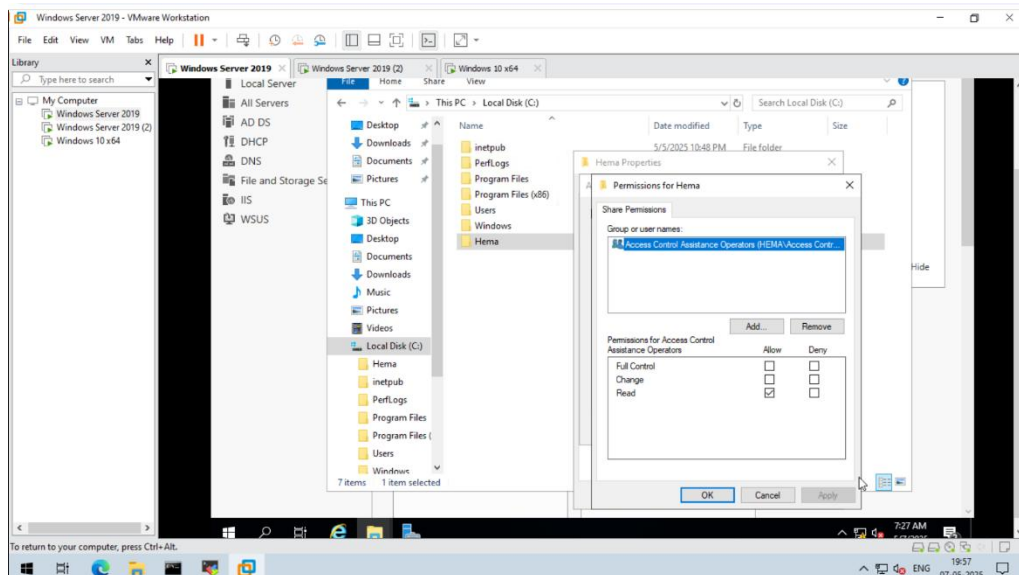 Windows Server 2019 - VMware Workstation
File Edit View VM Tabs Help
Library
Type here to search
My Computer
Windows Server 2019
Windows Server 2019 (2)
Windows 10 x64
Windows Server 2019
Windows Server 2019 (2)
Windows 10 x64
Local Server
All Servers
AD DS
DHCP
DNS
File and Storage Se
IIS
WSUS
File Home Share View
This PC > Local Disk (C:)
Search Local Disk (C:)
Desktop
Downloads
Documents
Pictures
This PC
3D Objects
Desktop
Documents
Downloads
Music
Pictures
Videos
Local Disk (C:)
Hema
inetpub
PerfLogs
Program Files
Program Files (
Users
Windows
7 items 1 item selected
Name Date modified Type Size
inetpub 5/5/2025 10:48 PM File folder
PerfLogs
Program Files
Program Files (x86)
Users
Windows
Hema
Hema Properties
Permissions for Hema
Share Permissions
Group or user names:
Access Control Assistance Operators (HEMA\Access Contr...
Add... Remove
Permissions for Access Control
Assistance Operators Allow Deny
Full Control
Change
Read
OK Cancel Apply
Hide
7:27 AM
To return to your computer, press Ctrl+Alt.
ENG
19:57
07-05-2025